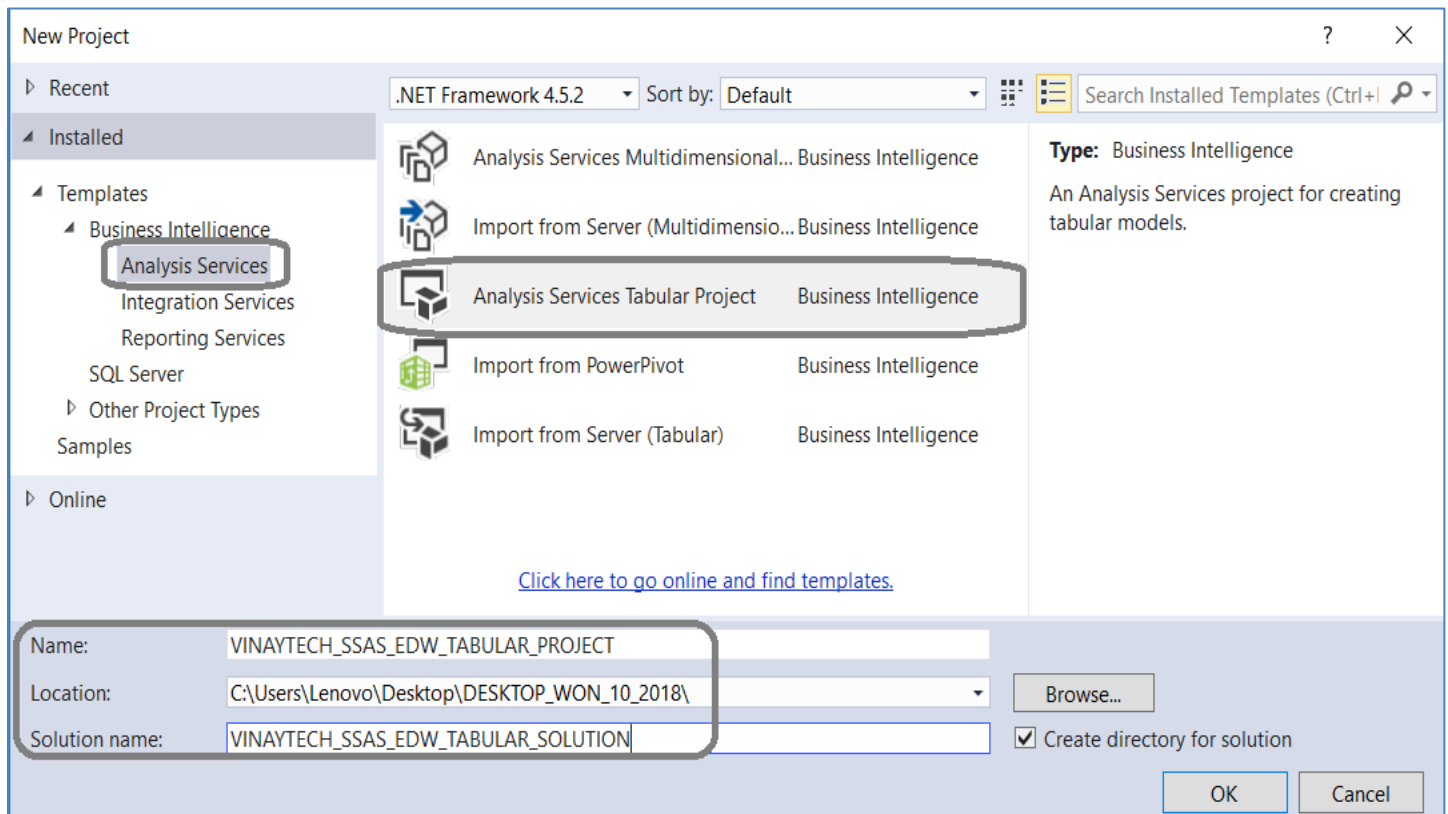 New Project
?
Recent
.NET Framework 4.5.2
Sort by: Default
Installed
Templates
Business Intelligence
Analysis Services
Integration Services
Reporting Services
SQL Server
Other Project Types
Samples
Online
Analysis Services Multidimensional... Business Intelligence
Import from Server (Multidimensio... Business Intelligence
Analysis Services Tabular Project Business Intelligence
Import from PowerPivot Business Intelligence
Import from Server (Tabular) Business Intelligence
Click here to go online and find templates.
Search Installed Templates (Ctrl+
Type: Business Intelligence
An Analysis Services project for creating
tabular models.
Name: VINAYTECH_SSAS_EDW_TABULAR_PROJECT
Location: C:\Users\Lenovo\Desktop\DESKTOP_WON_10_2018\
Browse...
Solution name: VINAYTECH_SSAS_EDW_TABULAR_SOLUTION
Create directory for solution
OK
Cancel